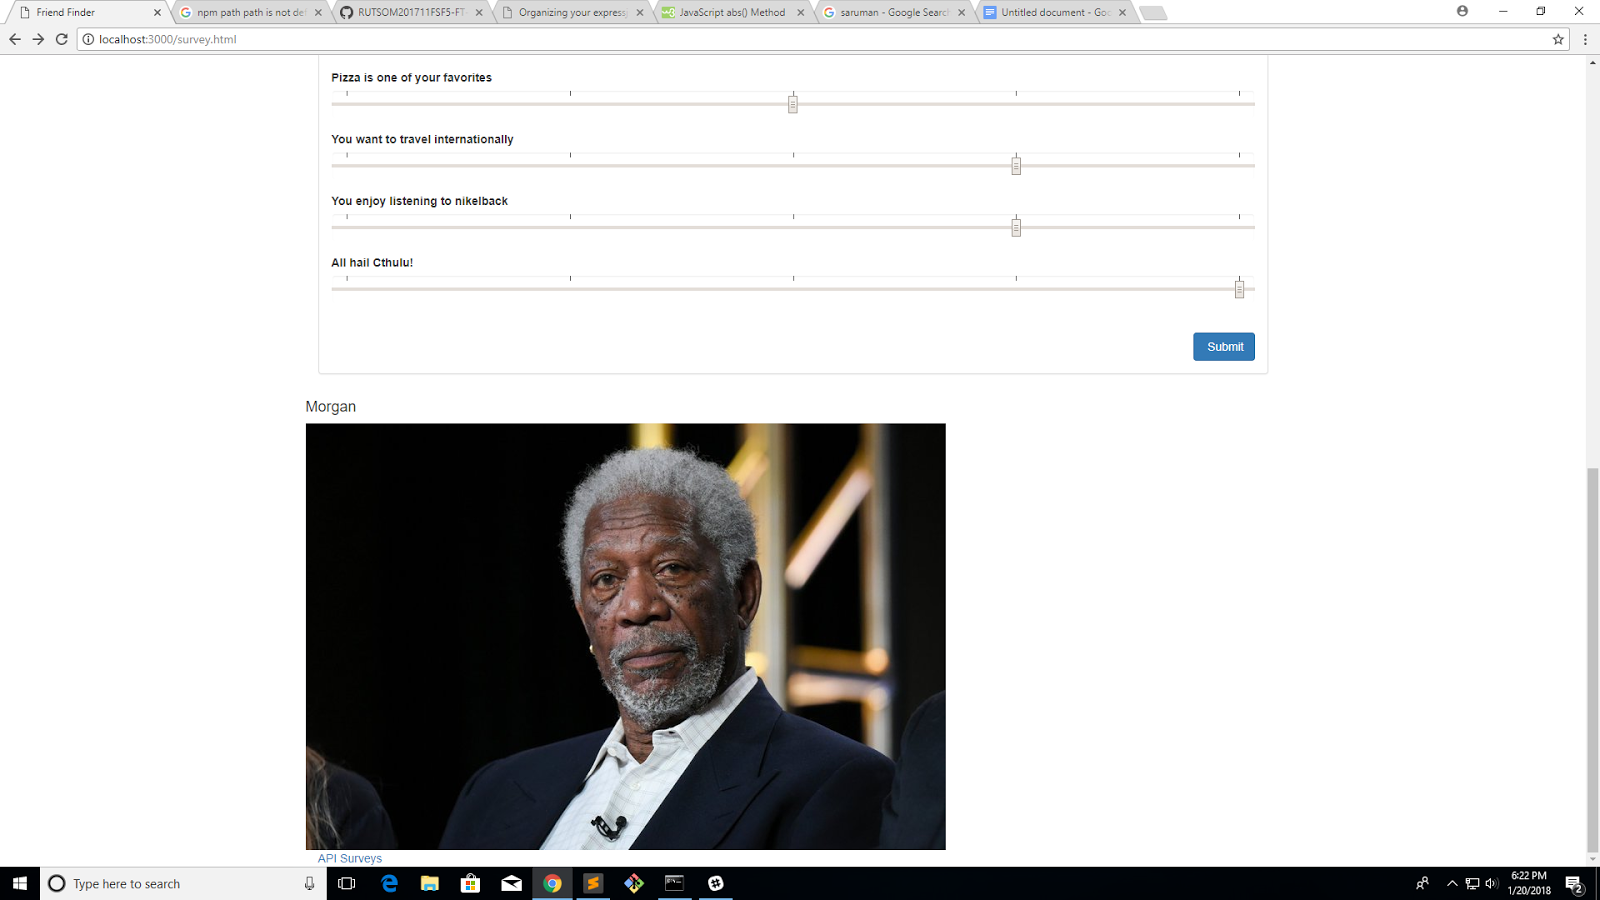 Friend Finder
npm path path is not def
RUTSOM201711FSF5-FT-
Organizing your express
JavaScript abs() Method
saruman - Google Search
Untitled document - Goo
localhost:3000/survey.html
Pizza is one of your favorites
You want to travel internationally
You enjoy listening to nikelback
All hail Cthulu!
Submit
Morgan
API Surveys
Type here to search
6:22 PM
1/20/2018
2